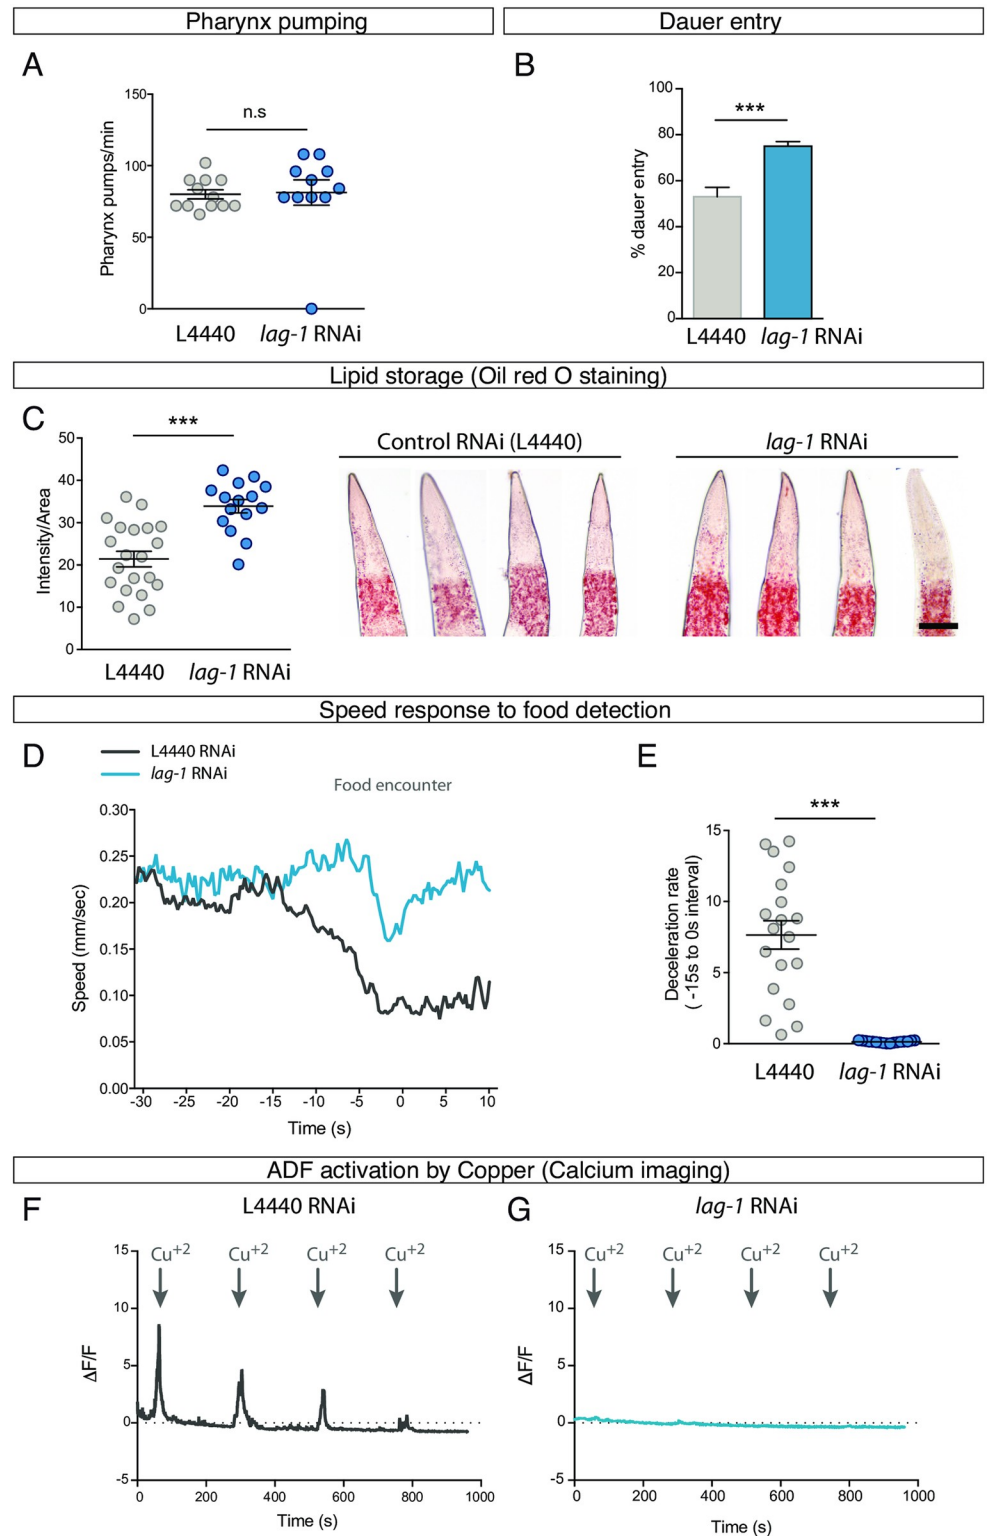 Pharynx pumping
Dauer entry
A
B
150
100
50
0
Pharynx pumps/min
n.s
L4440
lag-1 RNAi
100
80
60
40
20
0
% dauer entry
***
L4440
lag-1 RNAi
Lipid storage (Oil red O staining)
C
50
40
30
20
10
0
Intensity/Area
***
L4440
lag-1 RNAi
Control RNAi (L4440)
lag-1 RNAi
Speed response to food detection
D
L4440 RNAi
lag-1 RNAi
Food encounter
0.30
0.25
0.20
0.15
0.10
0.05
0.00
Speed (mm/sec)
-30 -25 -20 -15 -10 -5 0 5 10
Time (s)
E
***
15
10
5
0
Deceleration rate
( -15s to 0s interval)
L4440
lag-1 RNAi
ADF activation by Copper (Calcium imaging)
F
L4440 RNAi
Cu+2 Cu+2 Cu+2 Cu+2
15
10
5
0
-5
ΔF/F
0 200 400 600 800 1000
Time (s)
G
lag-1 RNAi
Cu+2 Cu+2 Cu+2 Cu+2
15
10
5
0
-5
ΔF/F
0 200 400 600 800 1000
Time (s)